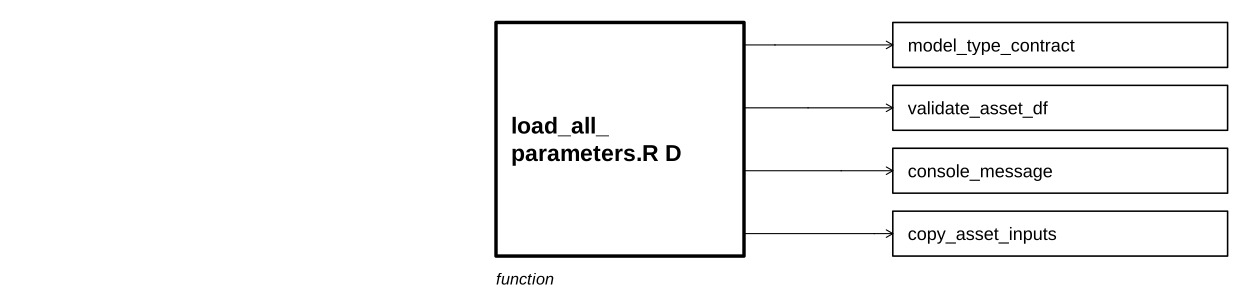 load_all_
parameters.R D
function
model_type_contract
validate_asset_df
console_message
copy_asset_inputs